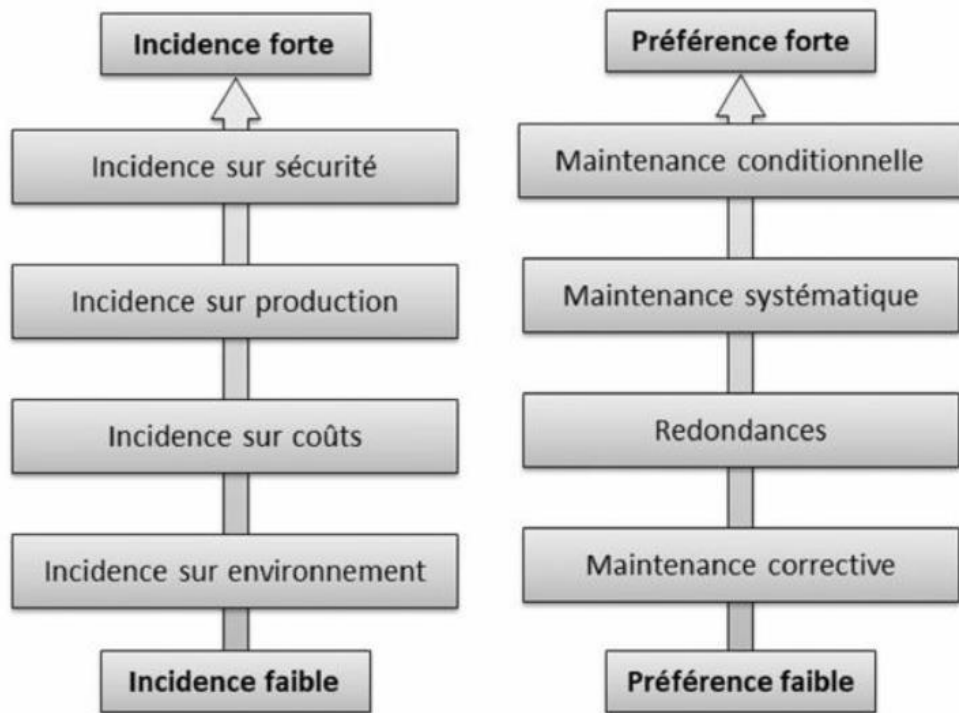 Incidence forte
Incidence sur sécurité
Incidence sur production
Incidence sur coûts
Incidence sur environnement
Incidence faible
Préférence forte
Maintenance conditionnelle
Maintenance systématique
Redondances
Maintenance corrective
Préférence faible